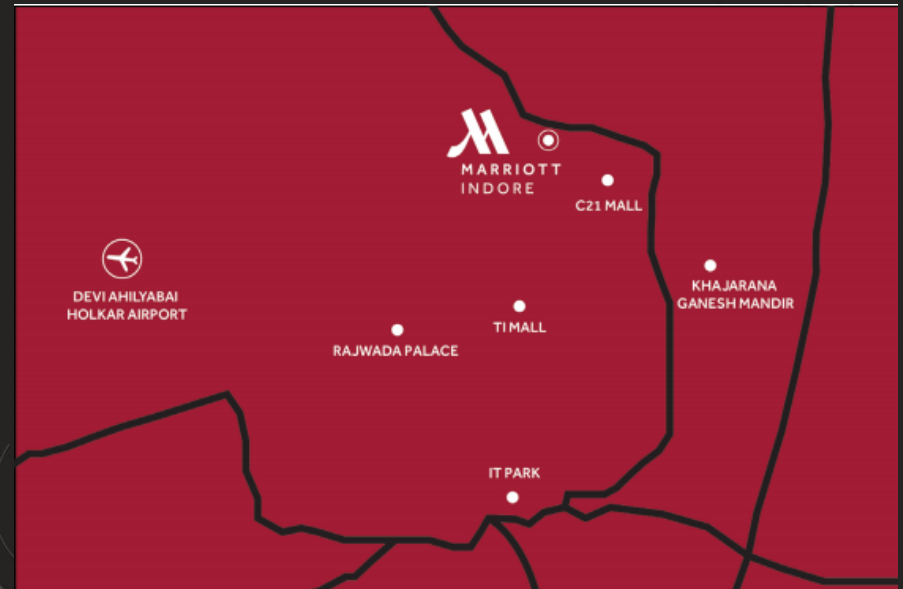 MARRIOTT
INDORE
C21 MALL
DEVI AHILYABAI
HOLKAR AIRPORT
KHAJARANA
GANESH MANDIR
TI MALL
RAJWADA PALACE
IT PARK